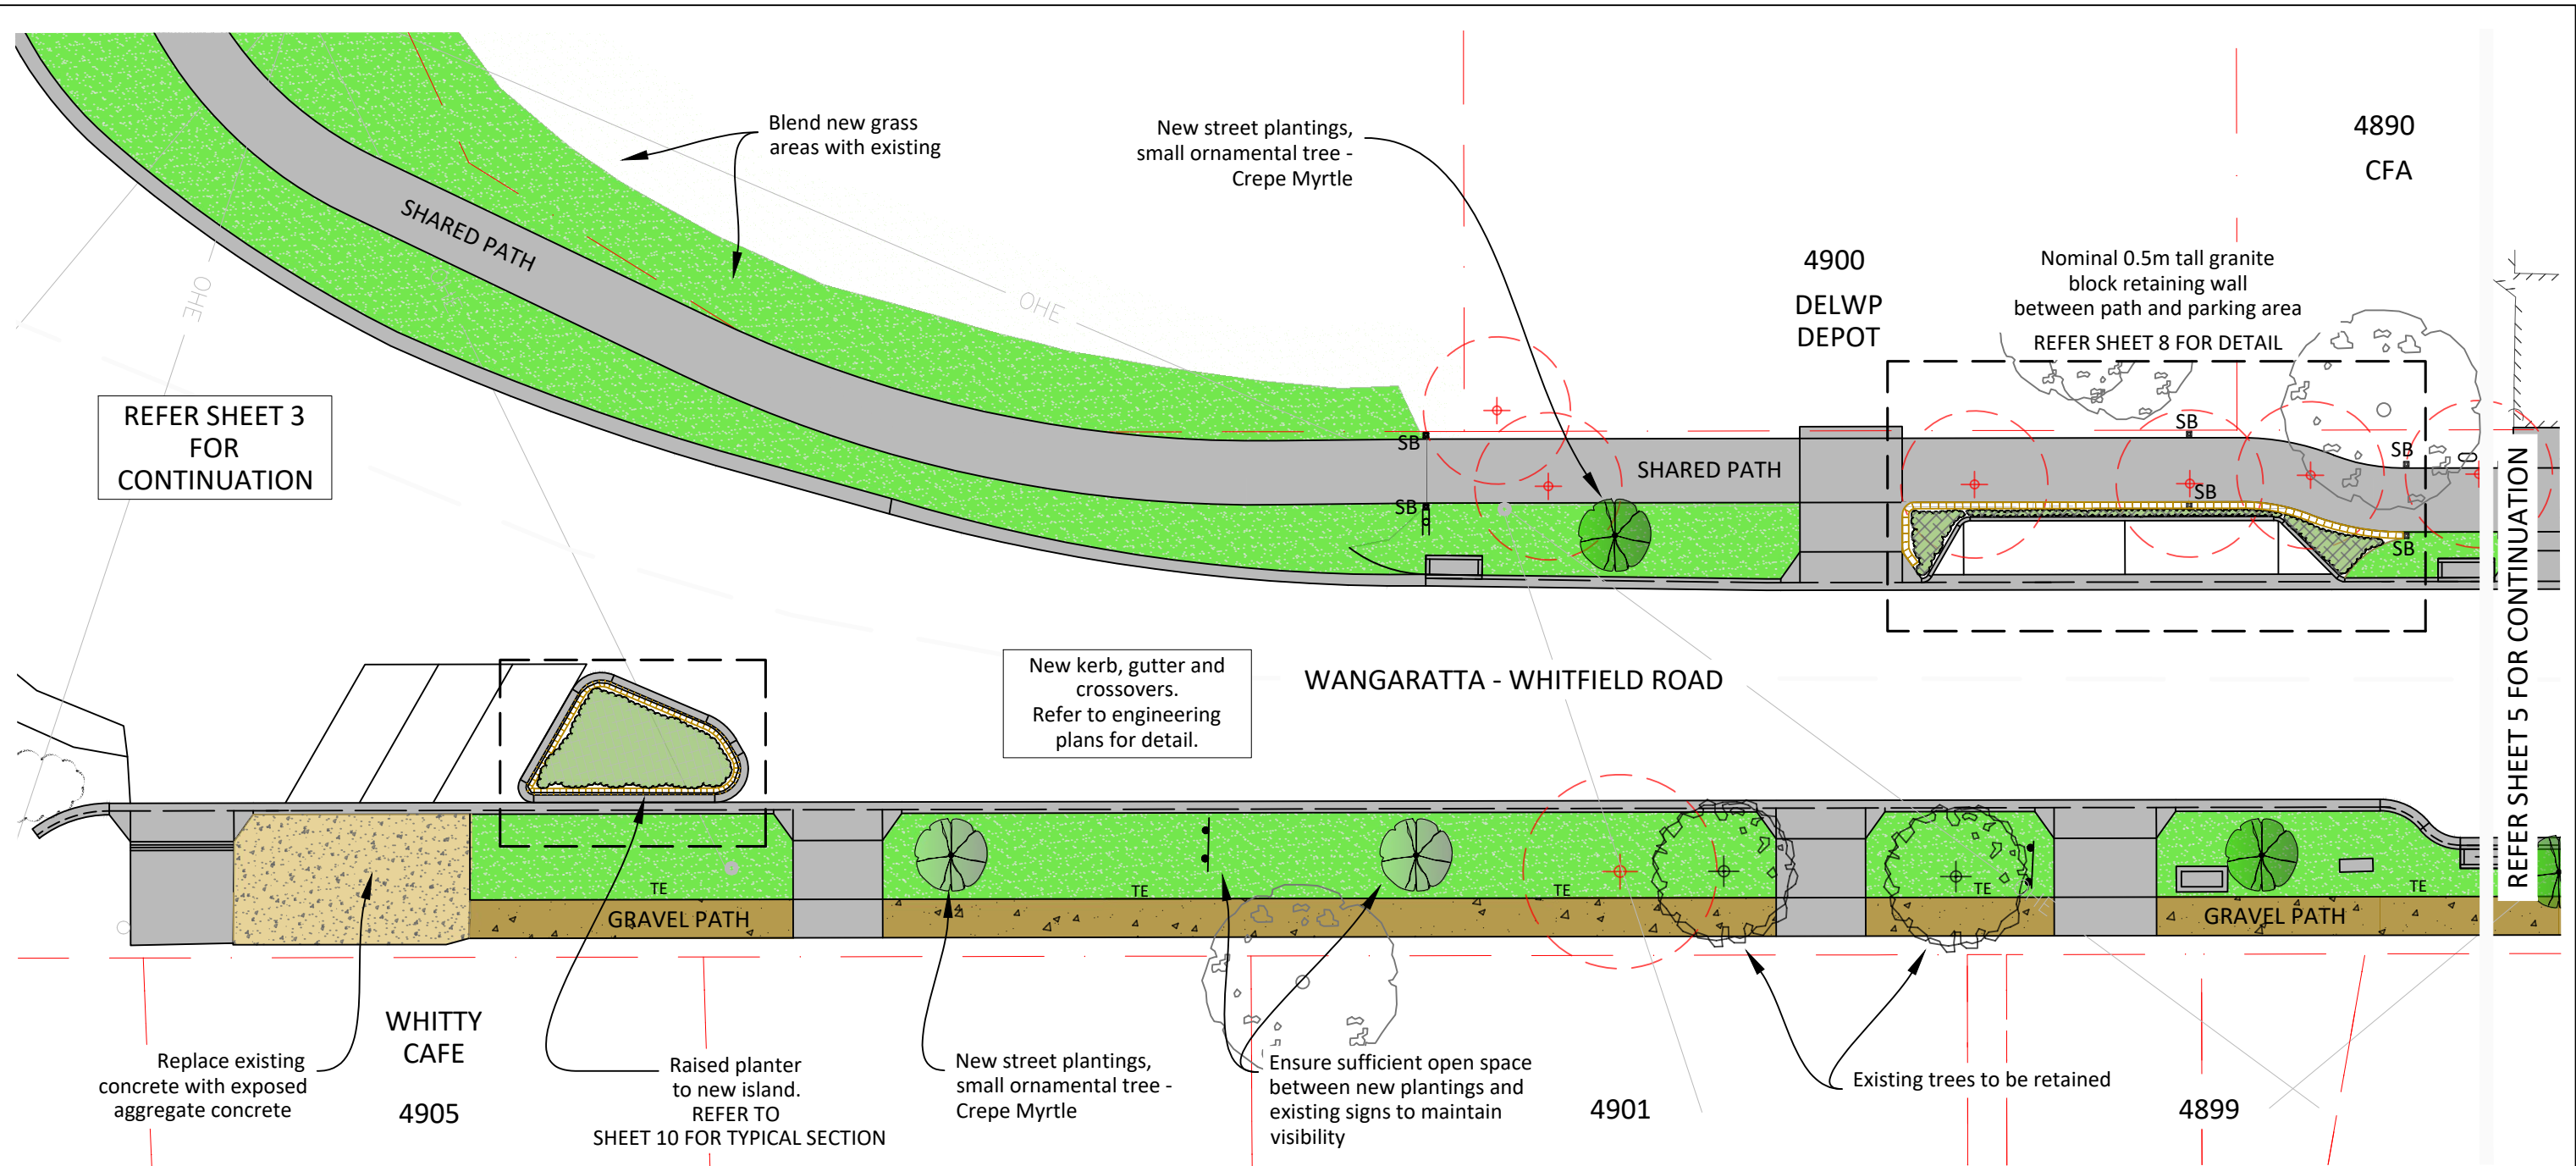 Blend new grass
areas with existing
New street plantings,
small ornamental tree -
Crepe Myrtle
4890
CFA
4900
DELWP
DEPOT
Nominal 0.5m tall granite
block retaining wall
between path and parking area
REFER SHEET 8 FOR DETAIL
SHARED PATH
OHE
OHE
REFER SHEET 3
FOR
CONTINUATION
SB
SB
SHARED PATH
SB
SB
SB
SB
REFER SHEET 5 FOR CONTINUATION
New kerb, gutter and
crossovers.
Refer to engineering
plans for detail.
WANGARATTA - WHITFIELD ROAD
TE
TE
TE
TE
TE
GRAVEL PATH
GRAVEL PATH
WHITTY
CAFE
4905
Replace existing
concrete with exposed
aggregate concrete
Raised planter
to new island.
REFER TO
SHEET 10 FOR TYPICAL SECTION
New street plantings,
small ornamental tree -
Crepe Myrtle
Ensure sufficient open space
between new plantings and
existing signs to maintain
visibility
4901
Existing trees to be retained
4899